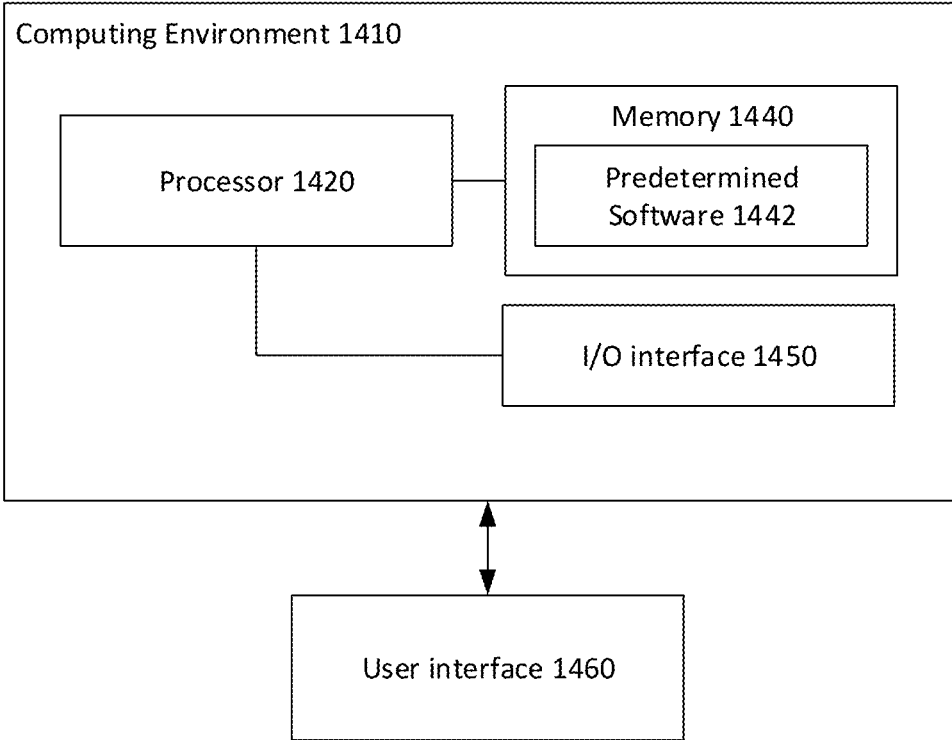 Computing Environment 1410
Memory 1440
Processor 1420
Predetermined
Software 1442
I/O interface 1450
User interface 1460